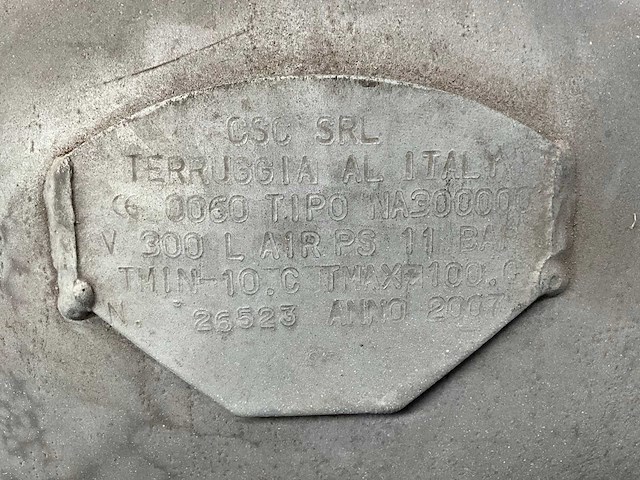 CSC SRL
TERRUGGIA AL ITALY
CE 0060 TIPO NA300000
V 300 L AIR PS 11 BAR
TMIN-10.C TMAX+100.C
N. 26523 ANNO 2007